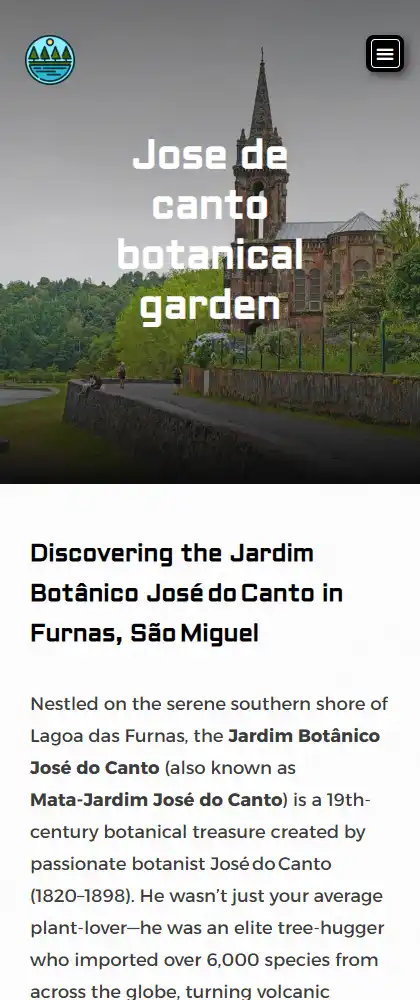 Jose de
canto
botanical
garden
Discovering the Jardim
Botânico José do Canto in
Furnas, São Miguel
Nestled on the serene southern shore of
Lagoa das Furnas, the Jardim Botânico
José do Canto (also known as
Mata-Jardim José do Canto) is a 19th-
century botanical treasure created by
passionate botanist José do Canto
(1820–1898). He wasn’t just your average
plant-lover—he was an elite tree-hugger
who imported over 6,000 species from
across the globe, turning volcanic